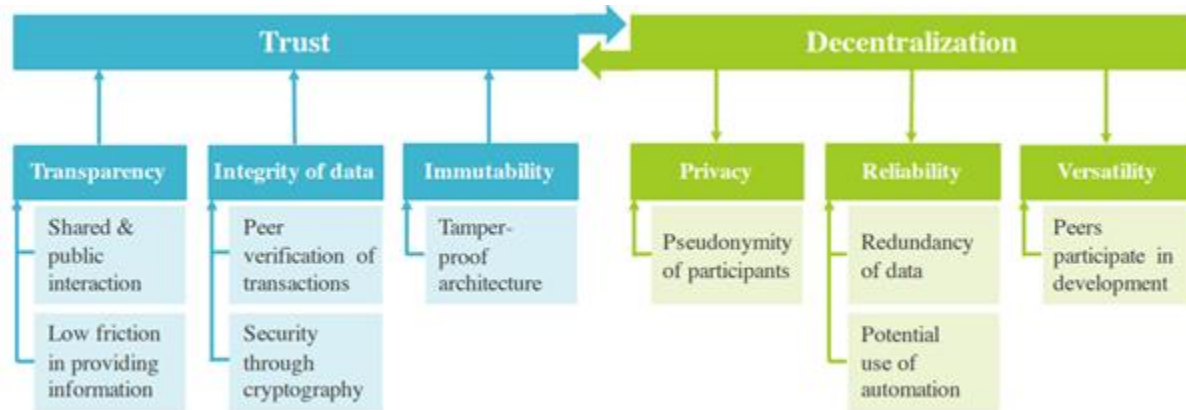 Trust
Decentralization
Transparency
Integrity of data
Immutability
Privacy
Reliability
Versatility
Shared &
public
interaction
Low friction
in providing
information
Peer
verification of
transactions
Security
through
cryptography
Tamper-
proof
architecture
Pseudonymity
of participants
Redundancy
of data
Potential
use of
automation
Peers
participate in
development